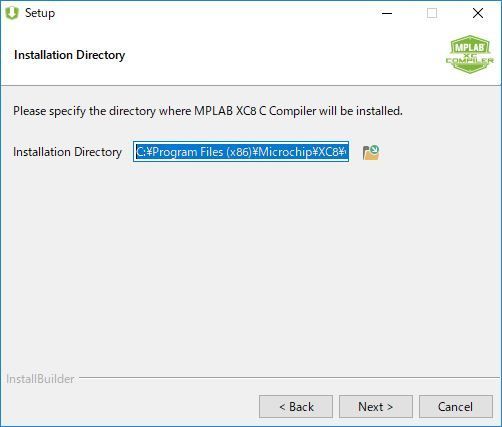 Setup
Installation Directory
MPLAB
XC
COMPILER
Please specify the directory where MPLAB XC8 C Compiler will be installed.
Installation Directory C:¥Program Files (x86)¥Microchip¥XC8¥
InstallBuilder
< Back Next > Cancel